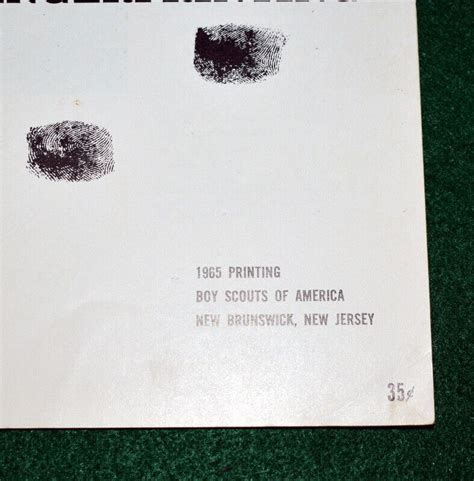 1965 PRINTING
BOY SCOUTS OF AMERICA
NEW BRUNSWICK, NEW JERSEY
35¢